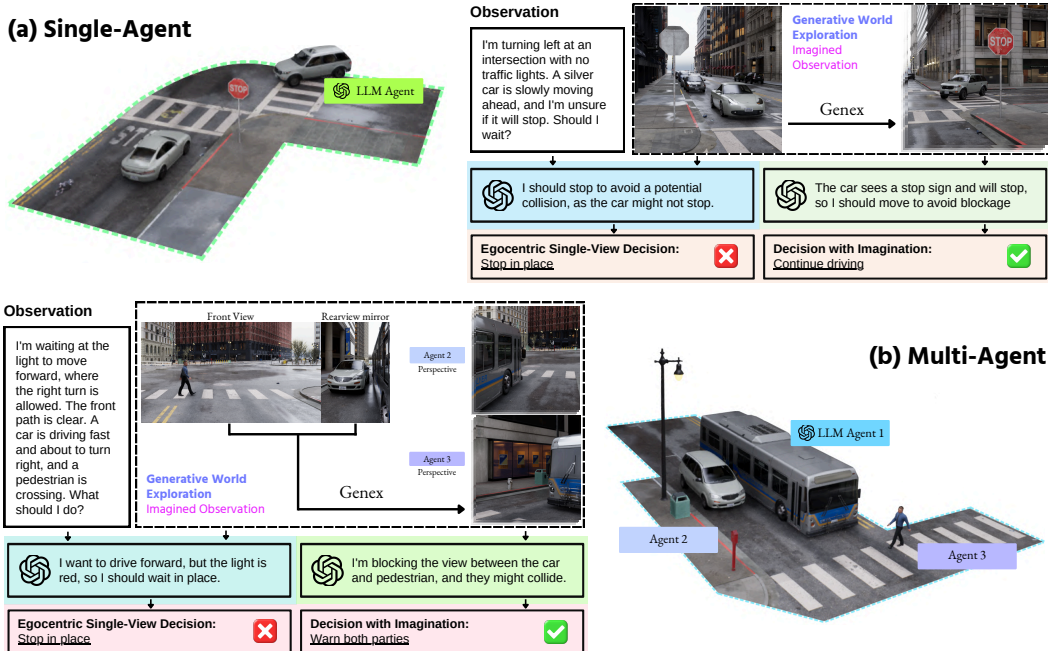 (a) Single-Agent
STOP
LLM Agent
Observation
I'm turning left at an
intersection with no
traffic lights. A silver
car is slowly moving
ahead, and I'm unsure
if it will stop. Should I
wait?
Generative World
Exploration
Imagined
Observation
Genex
STOP
I should stop to avoid a potential
collision, as the car might not stop.
The car sees a stop sign and will stop,
so I should move to avoid blockage
Egocentric Single-View Decision:
Stop in place
Decision with Imagination:
Continue driving
Observation
I'm waiting at the
light to move
forward, where
the right turn is
allowed. The front
path is clear. A
car is driving fast
and about to turn
right, and a
pedestrian is
crossing. What
should I do?
Front View
Rearview mirror
Agent 2
Perspective
Agent 3
Perspective
Generative World
Exploration
Imagined Observation
Genex
I want to drive forward, but the light is
red, so I should wait in place.
I'm blocking the view between the car
and pedestrian, and they might collide.
Egocentric Single-View Decision:
Stop in place
Decision with Imagination:
Warn both parties
(b) Multi-Agent
LLM Agent 1
Agent 2
Agent 3